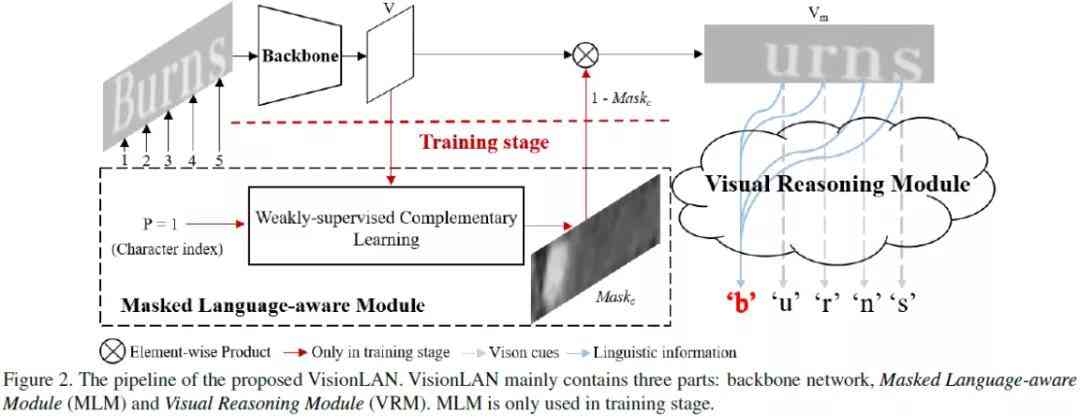 V
V_m
Burns
Backbone
urns
1 - Mask_c
Training stage
1 2 3 4 5
Visual Reasoning Module
P = 1
(Character index)
Weakly-supervised Complementary
Learning
Mask_c
Masked Language-aware Module
‘b’ ‘u’ ‘r’ ‘n’ ‘s’
Element-wise Product Only in training stage Vison cues Linguistic information
Figure 2. The pipeline of the proposed VisionLAN. VisionLAN mainly contains three parts: backbone network, Masked Language-aware
Module (MLM) and Visual Reasoning Module (VRM). MLM is only used in training stage.